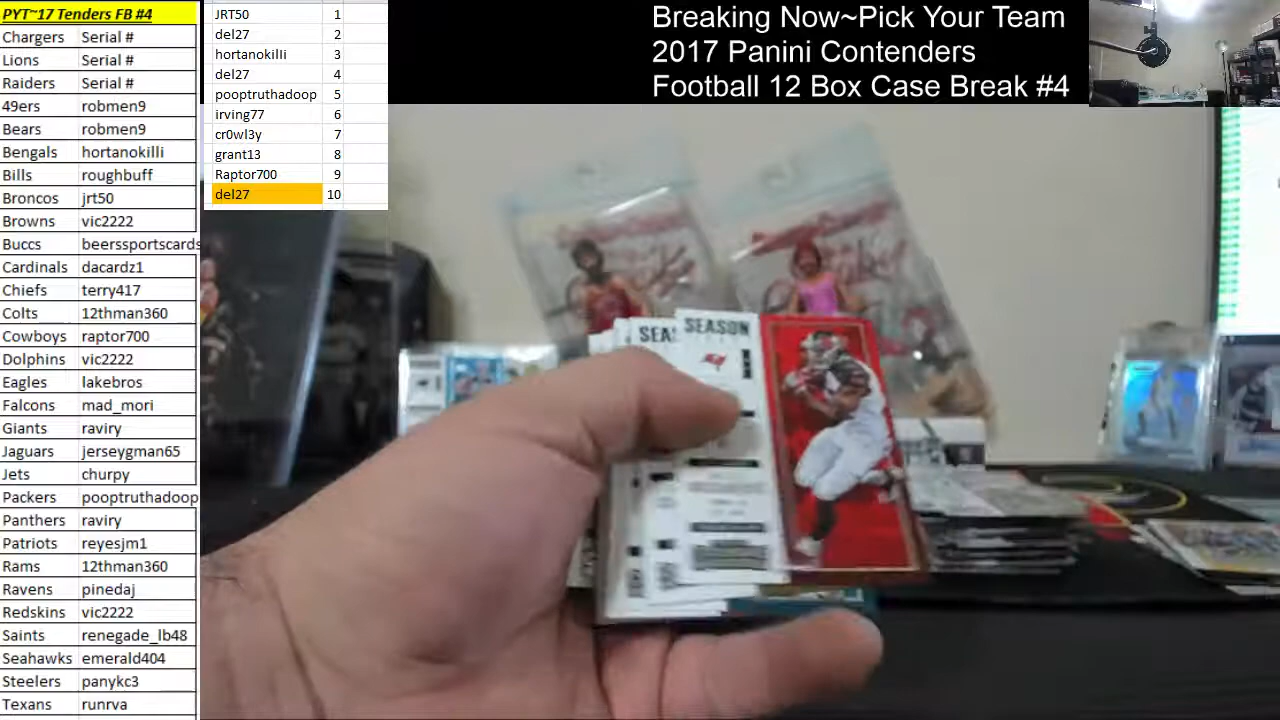 PYT~17 Tenders FB #4
Chargers Serial #
Lions Serial #
Raiders Serial #
49ers robmen9
Bears robmen9
Bengals hortanokilli
Bills roughbuff
Broncos jrt50
Browns vic2222
Buccs beerssportscards
Cardinals dacardz1
Chiefs terry417
Colts 12thman360
Cowboys raptor700
Dolphins vic2222
Eagles lakebros
Falcons mad_mori
Giants raviry
Jaguars jerseygman65
Jets churpy
Packers pooptruthadoop
Panthers raviry
Patriots reyesjm1
Rams 12thman360
Ravens pinedaj
Redskins vic2222
Saints renegade_lb48
Seahawks emerald404
Steelers panykc3
Texans runrva
JRT50 1
del27 2
hortanokilli 3
del27 4
pooptruthadoop 5
irving77 6
cr0wl3y 7
grant13 8
Raptor700 9
del27 10
Breaking Now~Pick Your Team
2017 Panini Contenders
Football 12 Box Case Break #4
SEA
SEASON